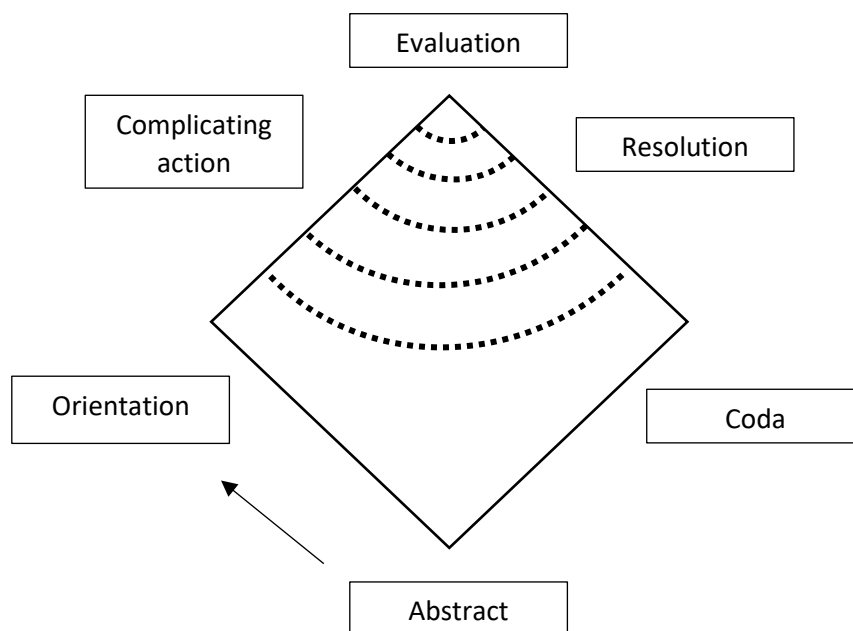 Evaluation
Complicating
action
Resolution
Orientation
Coda
Abstract